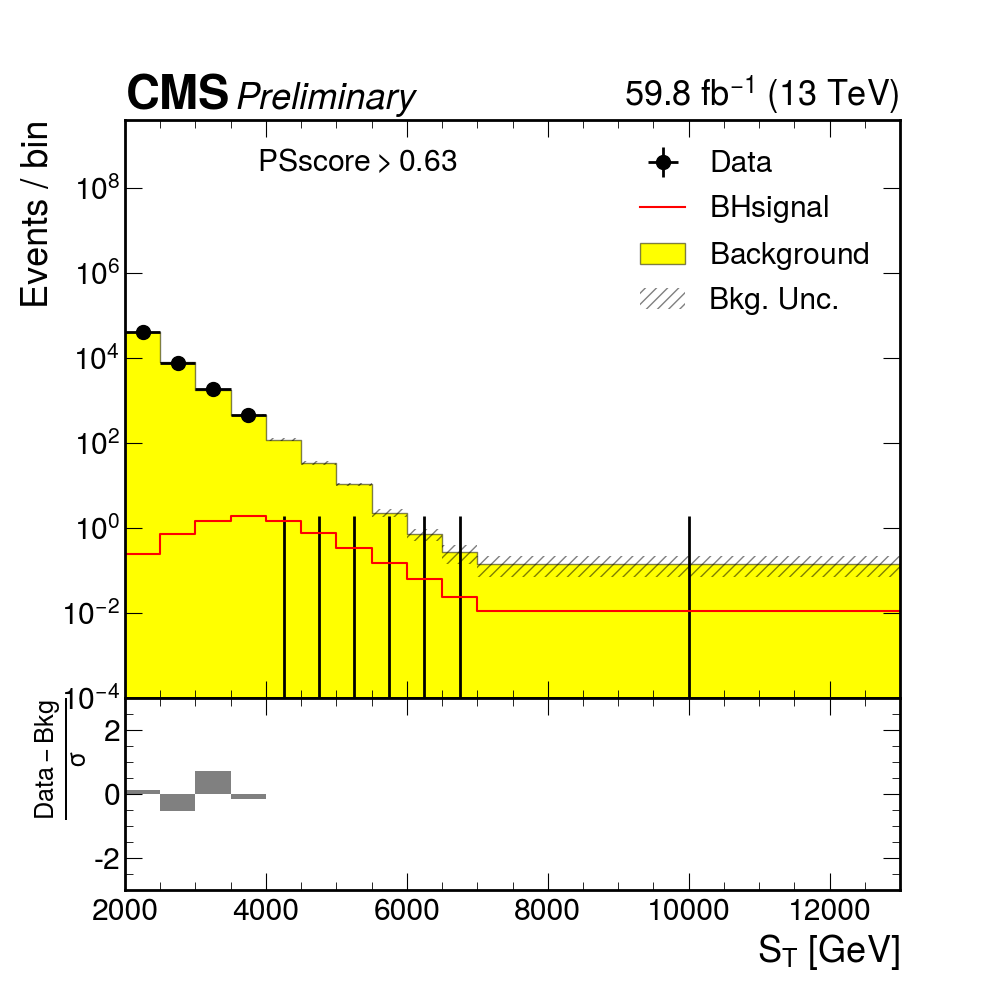 CMS Preliminary 59.8 fb⁻¹ (13 TeV)
Events / bin
PSscore > 0.63
Data
BHsignal
Background
Bkg. Unc.
10⁸
10⁶
10⁴
10²
10⁰
10⁻²
10⁻⁴
Data – Bkg
σ
2
0
-2
2000 4000 6000 8000 10000 12000
S_T [GeV]